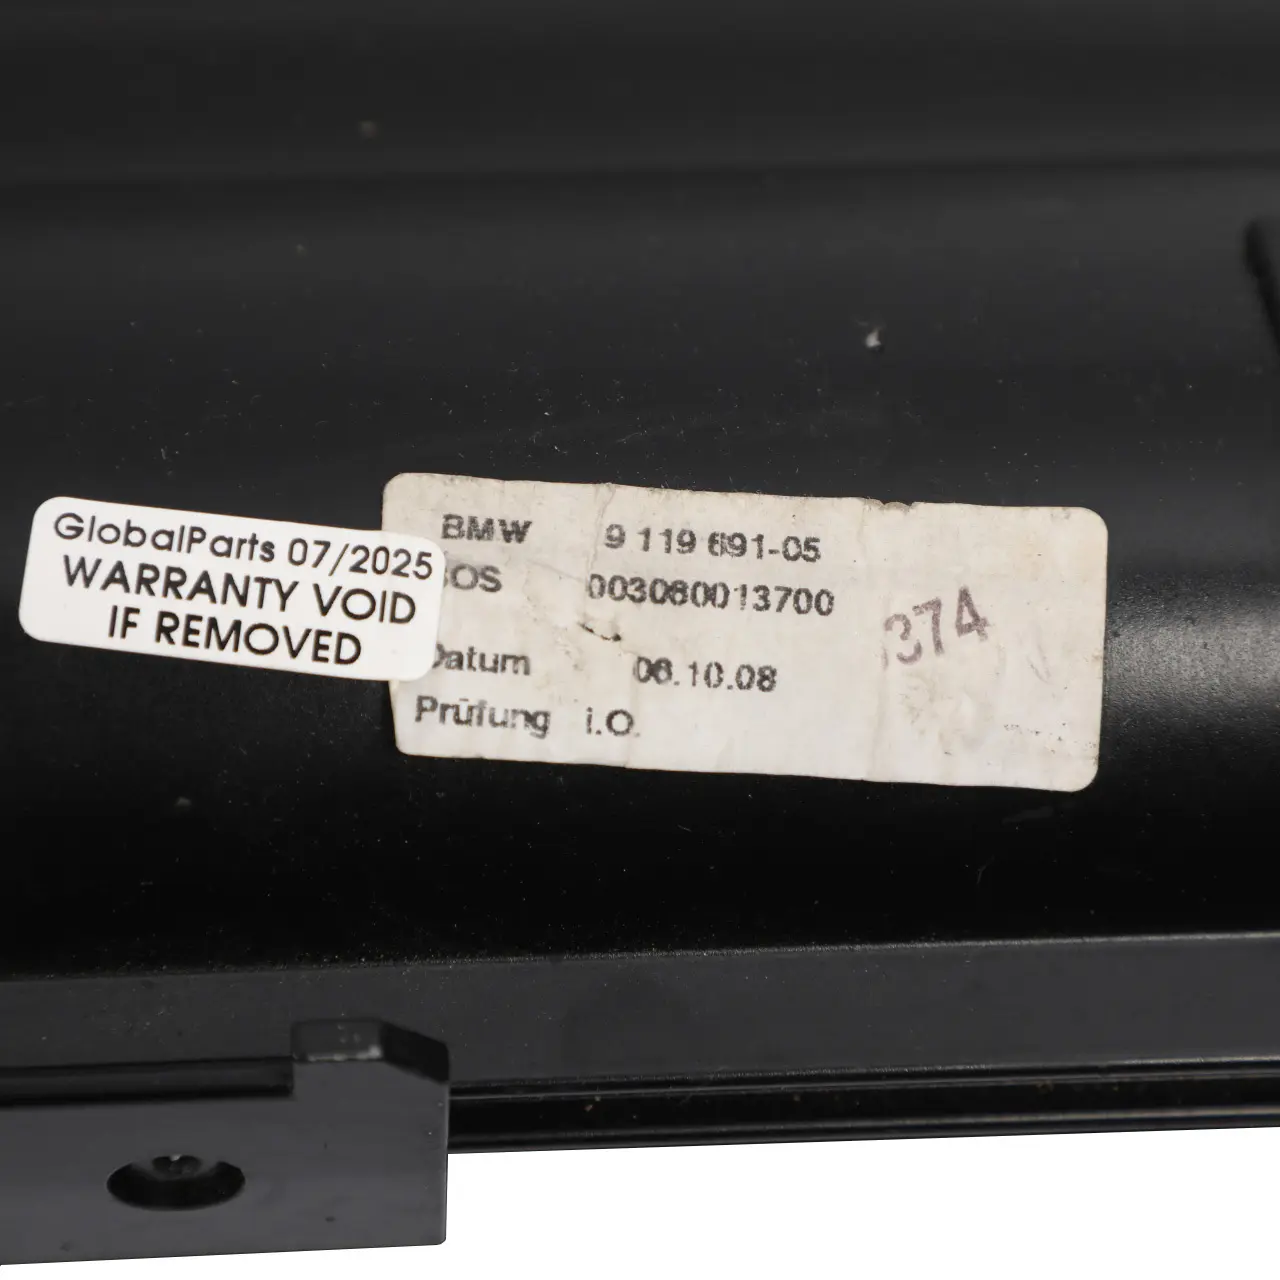 GlobalParts 07/2025
WARRANTY VOID
IF REMOVED
BMW 9 119 691-05
OS 003060013700
374
Datum 06.10.08
Prüfung i.O.